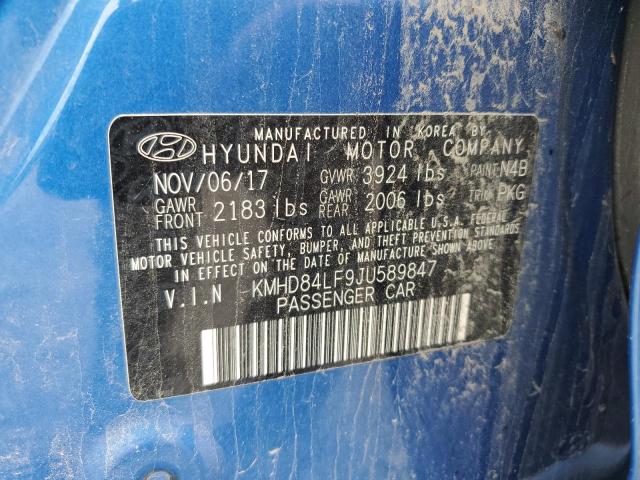 MANUFACTURED IN KOREA BY
HYUNDAI MOTOR COMPANY
NOV/06/17 GVWR 3924 lbs PAINT N4B
GAWR FRONT 2183 lbs GAWR REAR 2006 lbs TRIM PKG
THIS VEHICLE CONFORMS TO ALL APPLICABLE U.S.A. FEDERAL
MOTOR VEHICLE SAFETY, BUMPER, AND THEFT PREVENTION STANDARDS
IN EFFECT ON THE DATE OF MANUFACTURE SHOWN ABOVE.
V.I.N KMHD84LF9JU589847
PASSENGER CAR